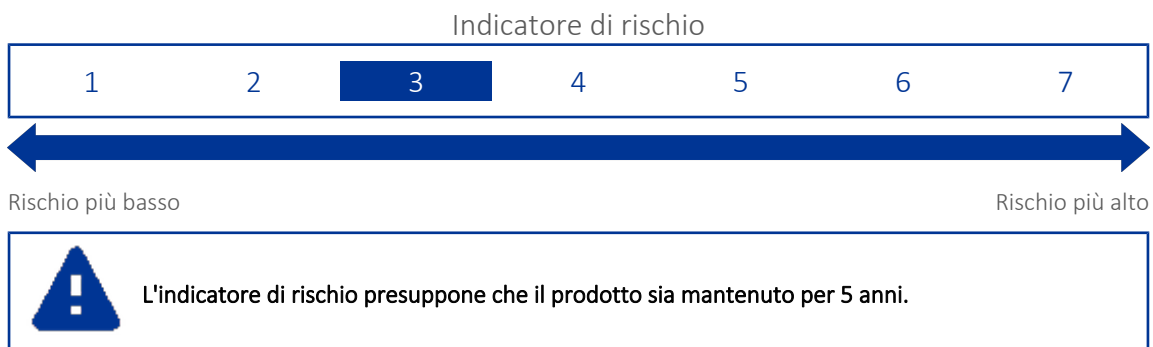 Indicatore di rischio
1 2 3 4 5 6 7
Rischio più basso Rischio più alto
L'indicatore di rischio presuppone che il prodotto sia mantenuto per 5 anni.